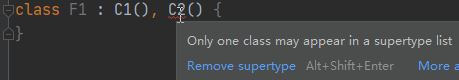 class F1 : C1(), C2() {
}
Only one class may appear in a supertype list
Remove supertype Alt+Shift+Enter More a